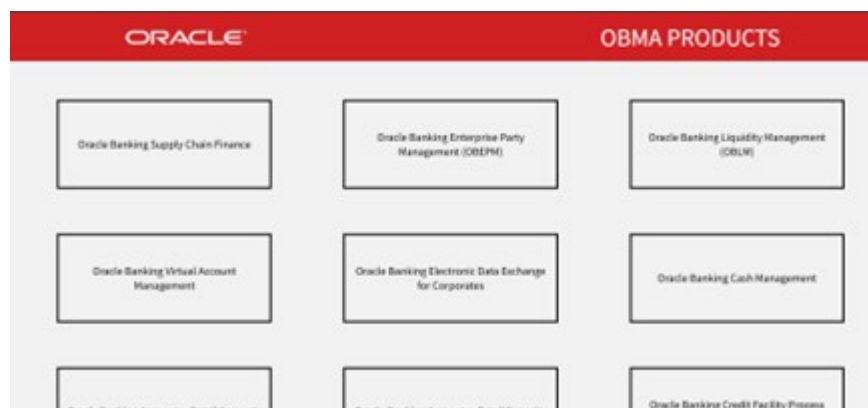 ORACLE
OBMA PRODUCTS
Oracle Banking Supply Chain Finance
Oracle Banking Enterprise Party
Management (OBEPM)
Oracle Banking Liquidity Management
(OBLM)
Oracle Banking Virtual Account
Management
Oracle Banking Electronic Data Exchange
for Corporates
Oracle Banking Cash Management
Oracle Banking Credit Facility Process